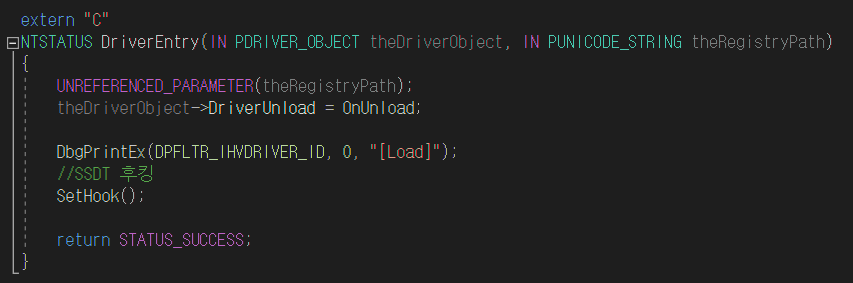 extern "C"
NTSTATUS DriverEntry(IN PDRIVER_OBJECT theDriverObject, IN PUNICODE_STRING theRegistryPath)
{
    UNREFERENCED_PARAMETER(theRegistryPath);
    theDriverObject->DriverUnload = OnUnload;

    DbgPrintEx(DPFLTR_IHVDRIVER_ID, 0, "[Load]");
    //SSDT 후킹
    SetHook();

    return STATUS_SUCCESS;
}